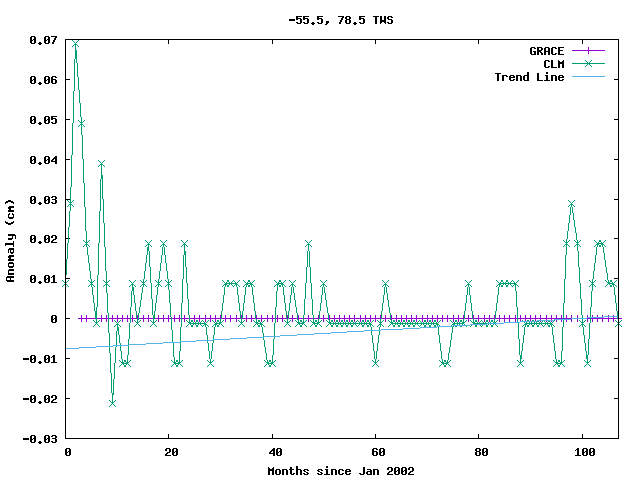 -55.5, 78.5 TWS
GRACE
CLM
Trend Line
0.07
0.06
0.05
0.04
0.03
0.02
0.01
0
-0.01
-0.02
-0.03
Anomaly (cm)
0 20 40 60 80 100
Months since Jan 2002